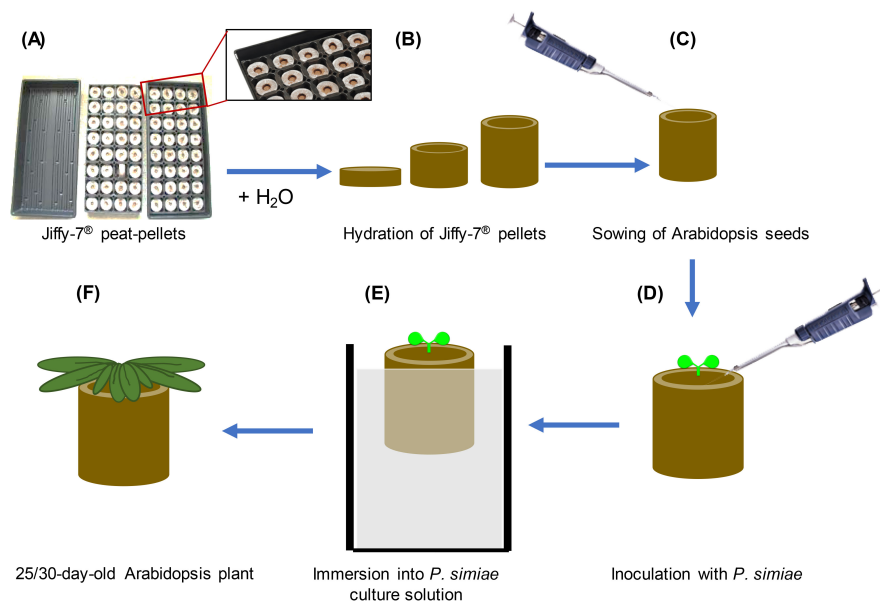 (A)
(B)
(C)
+ H₂O
Jiffy-7® peat-pellets
Hydration of Jiffy-7® pellets
Sowing of Arabidopsis seeds
(F)
(E)
(D)
25/30-day-old Arabidopsis plant
Immersion into P. simiae
culture solution
Inoculation with P. simiae